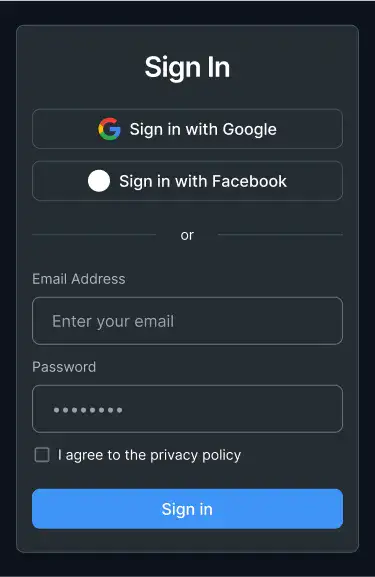 Sign In
Sign in with Google
Sign in with Facebook
or
Email Address
Enter your email
Password
••••••••
I agree to the privacy policy
Sign in